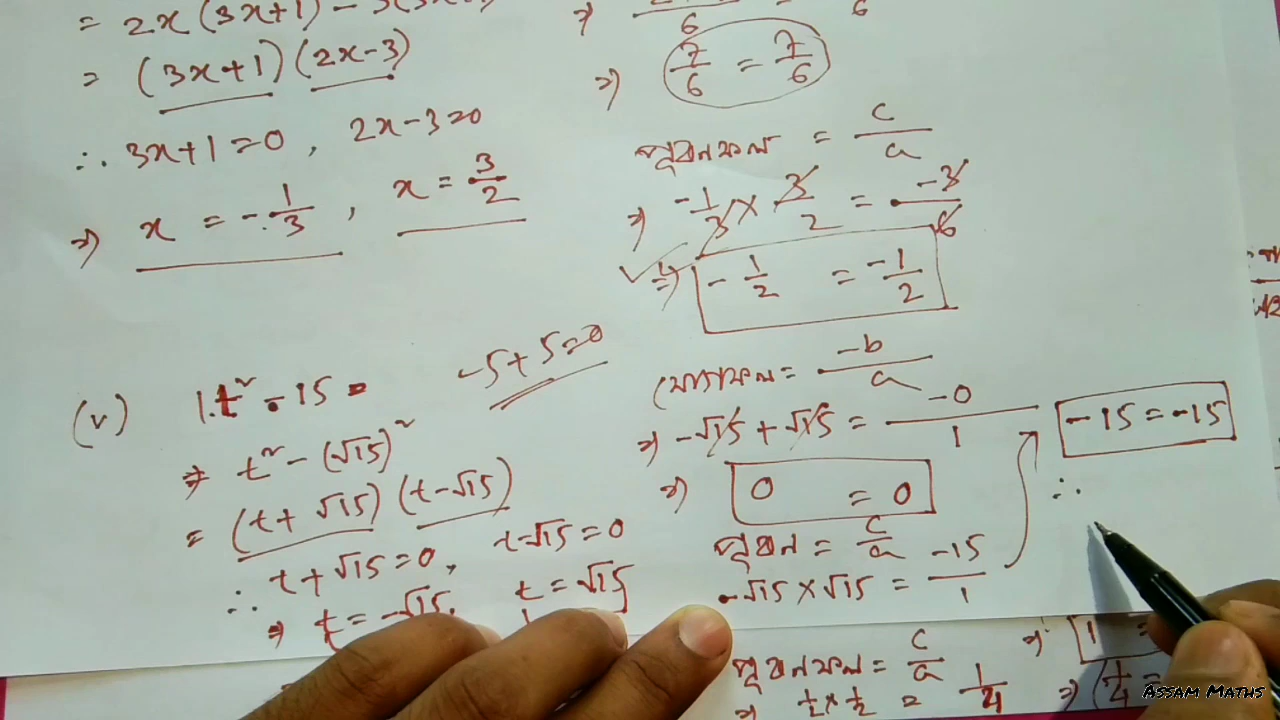 = 2x(3x+1) - 3(3x+1)
= (3x+1)(2x-3)
∴ 3x+1=0, 2x-3=0
⇒ x = -1/3, x = 3/2
(v) 1.t² - 15 =
⇒ t² - (√15)²
= (t+√15)(t-√15)
∴ t+√15=0, t-√15=0
⇒ t=-√15, t=√15
-5+5=0
6
⇒ 7/6 = 7/6
পূৰণফল = c/a
⇒ -1/3 × 3/2 = -3/6
⇒ -1/2 = -1/2
যোগফল = -b/a
⇒ -√15 + √15 = -0/1
⇒ 0 = 0
পূৰণ = c/a
-√15 × √15 = -15/1
-15 = -15
∴
পূৰণফল = c/a
⇒ 1/2 × 1/2 = 1/4
ASSAM MATHS